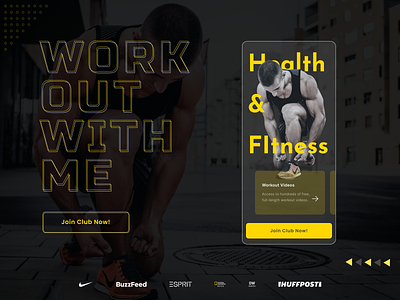 WORK
OUT
WITH
ME
Join Club Now!
Health
&
FItness
Workout Videos
Access to hundreds of free,
full-length workout videos.
Join Club Now!
BuzzFeed
ESPRIT
IHUFFPOSTI